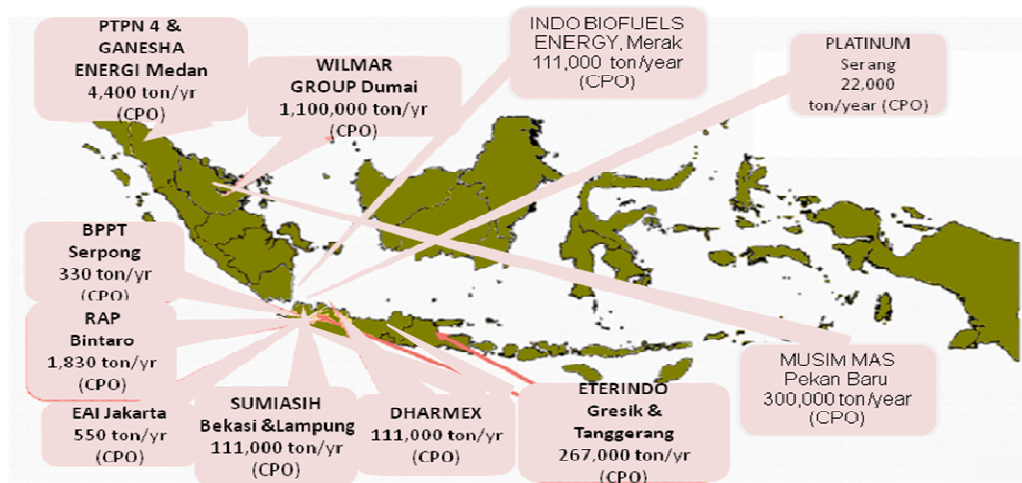 PTPN 4 &
GANESHA
ENERGI Medan
4,400 ton/yr
(CPO)
WILMAR
GROUP Dumai
1,100,000 ton/yr
(CPO)
INDO BIOFUELS
ENERGY, Merak
111,000 ton/year
(CPO)
PLATINUM
Serang
22,000
ton/year (CPO)
BPPT
Serpong
330 ton/yr
(CPO)
RAP
Bintaro
1,830 ton/yr
(CPO)
EAI Jakarta
550 ton/yr
(CPO)
SUMIASIH
Bekasi &Lampung
111,000 ton/yr
(CPO)
DHARMEX
111,000 ton/yr
(CPO)
ETERINDO
Gresik &
Tanggerang
267,000 ton/yr
(CPO)
MUSIM MAS
Pekan Baru
300,000 ton/year
(CPO)